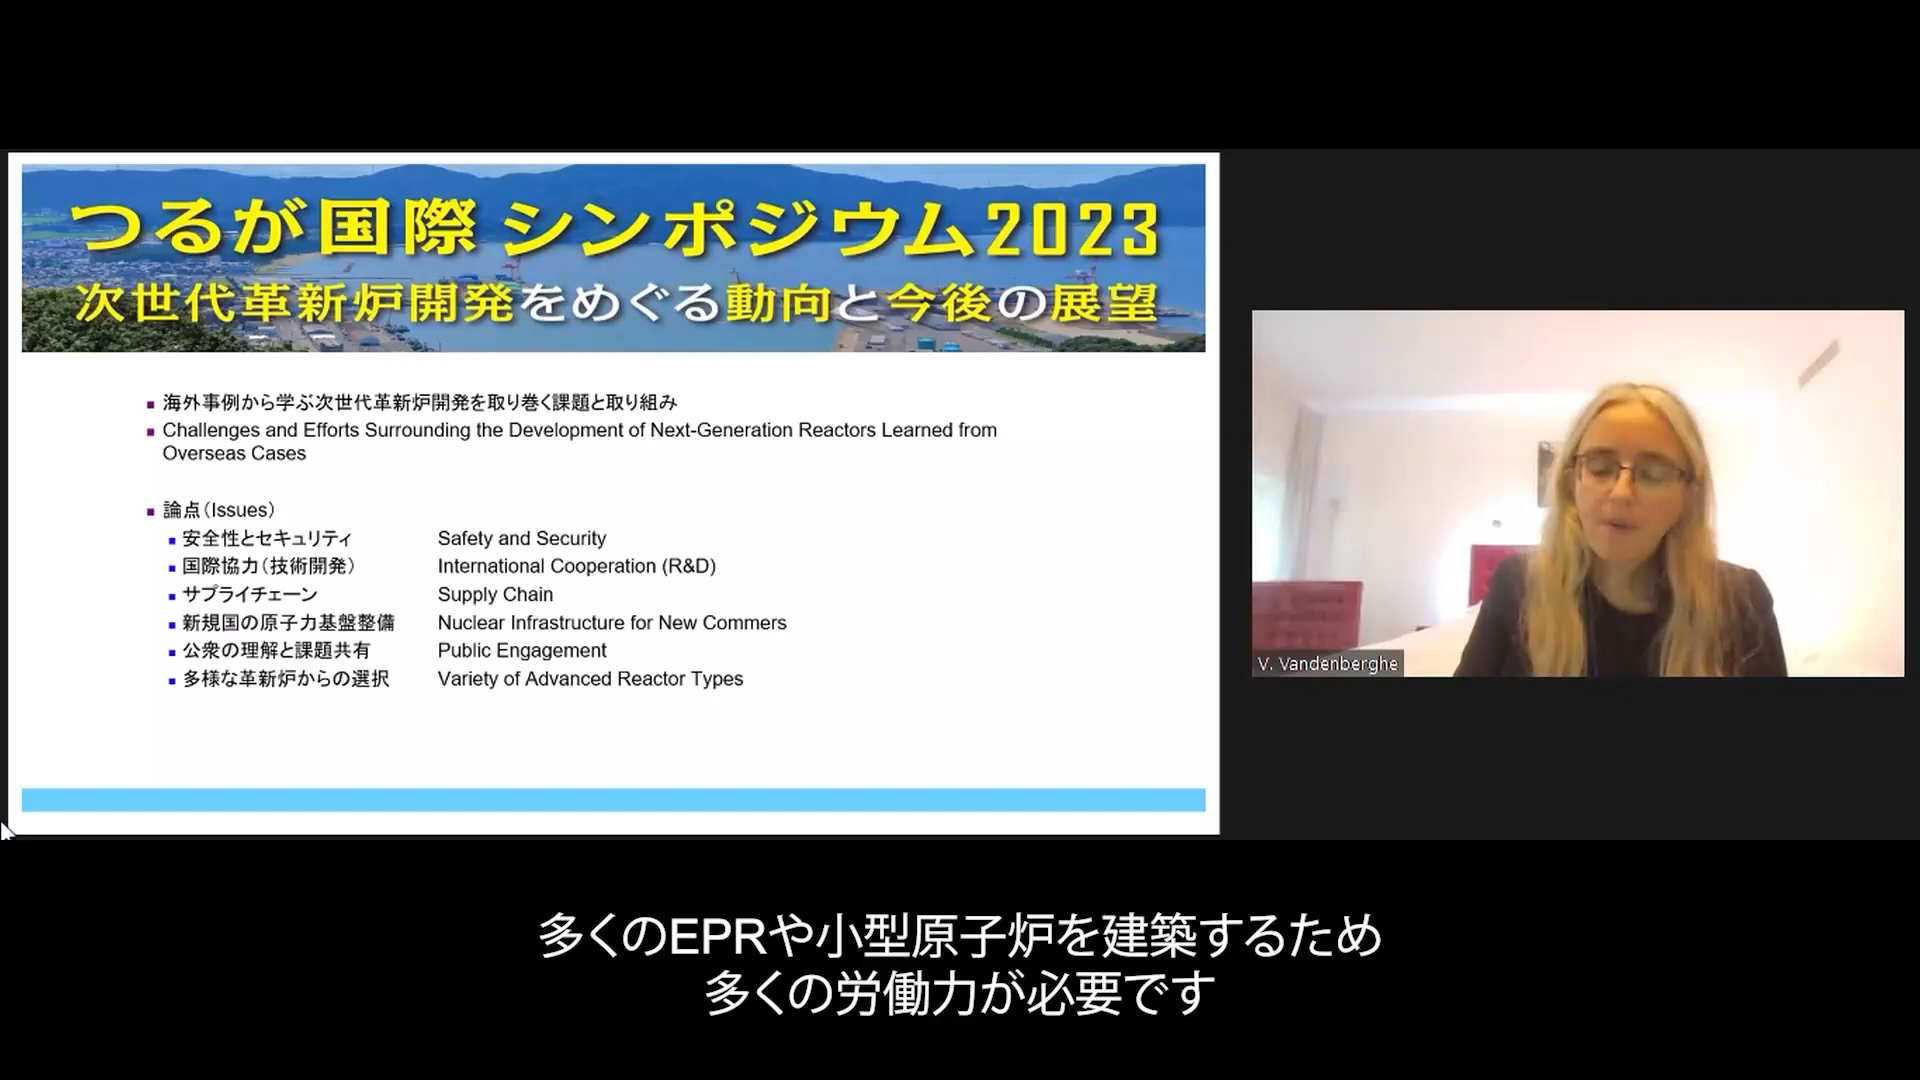 つるが国際 シンポジウム2023
次世代革新炉開発をめぐる動向と今後の展望
海外事例から学ぶ次世代革新炉開発を取り巻く課題と取り組み
Challenges and Efforts Surrounding the Development of Next-Generation Reactors Learned from
Overseas Cases
論点（Issues）
安全性とセキュリティ Safety and Security
国際協力（技術開発） International Cooperation (R&D)
サプライチェーン Supply Chain
新規国の原子力基盤整備 Nuclear Infrastructure for New Commers
公衆の理解と課題共有 Public Engagement
多様な革新炉からの選択 Variety of Advanced Reactor Types
V. Vandenberghe
多くのEPRや小型原子炉を建築するため
多くの労働力が必要です